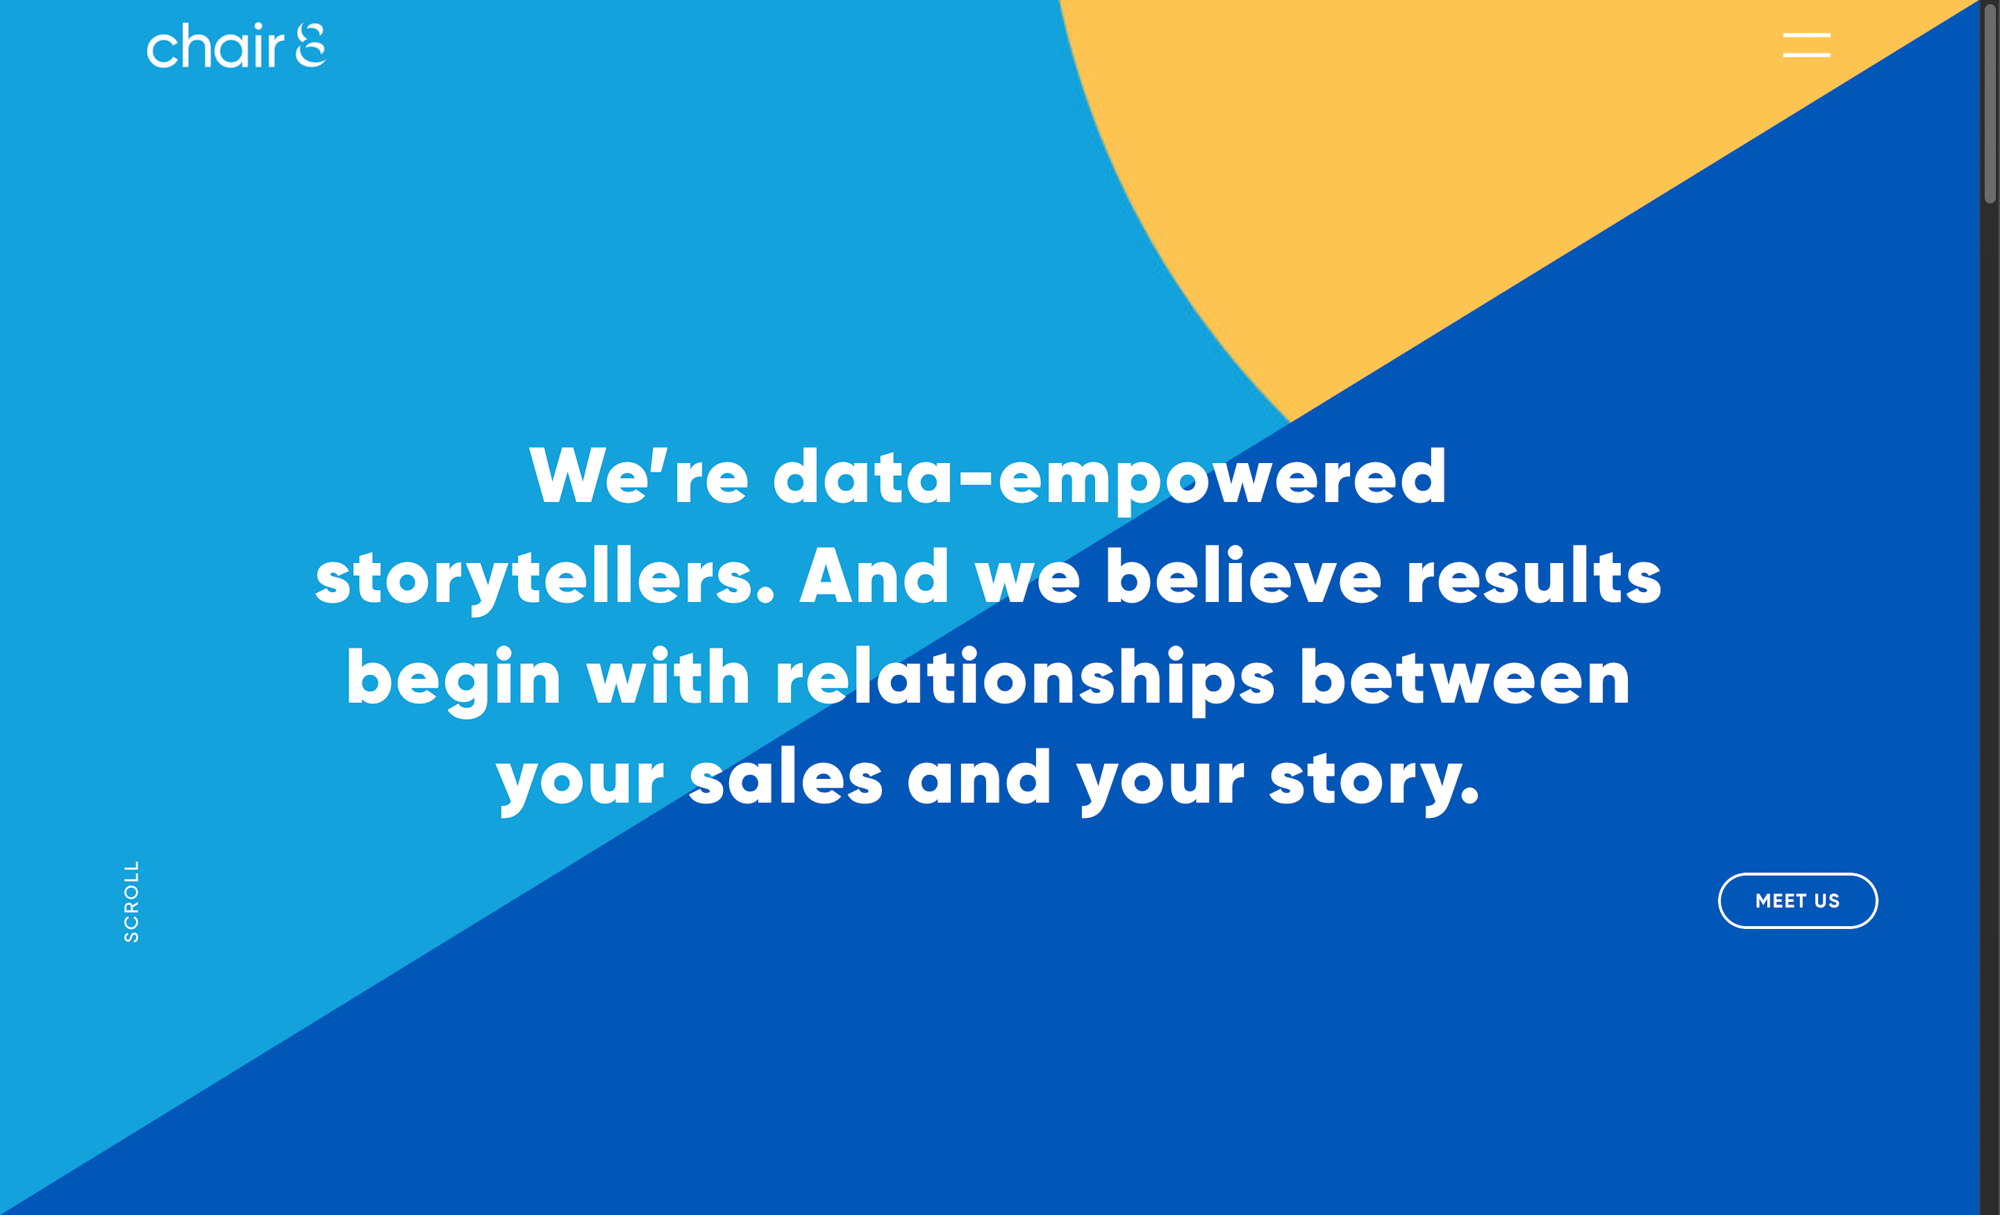 chair 8
We’re data-empowered
storytellers. And we believe results
begin with relationships between
your sales and your story.
SCROLL
MEET US